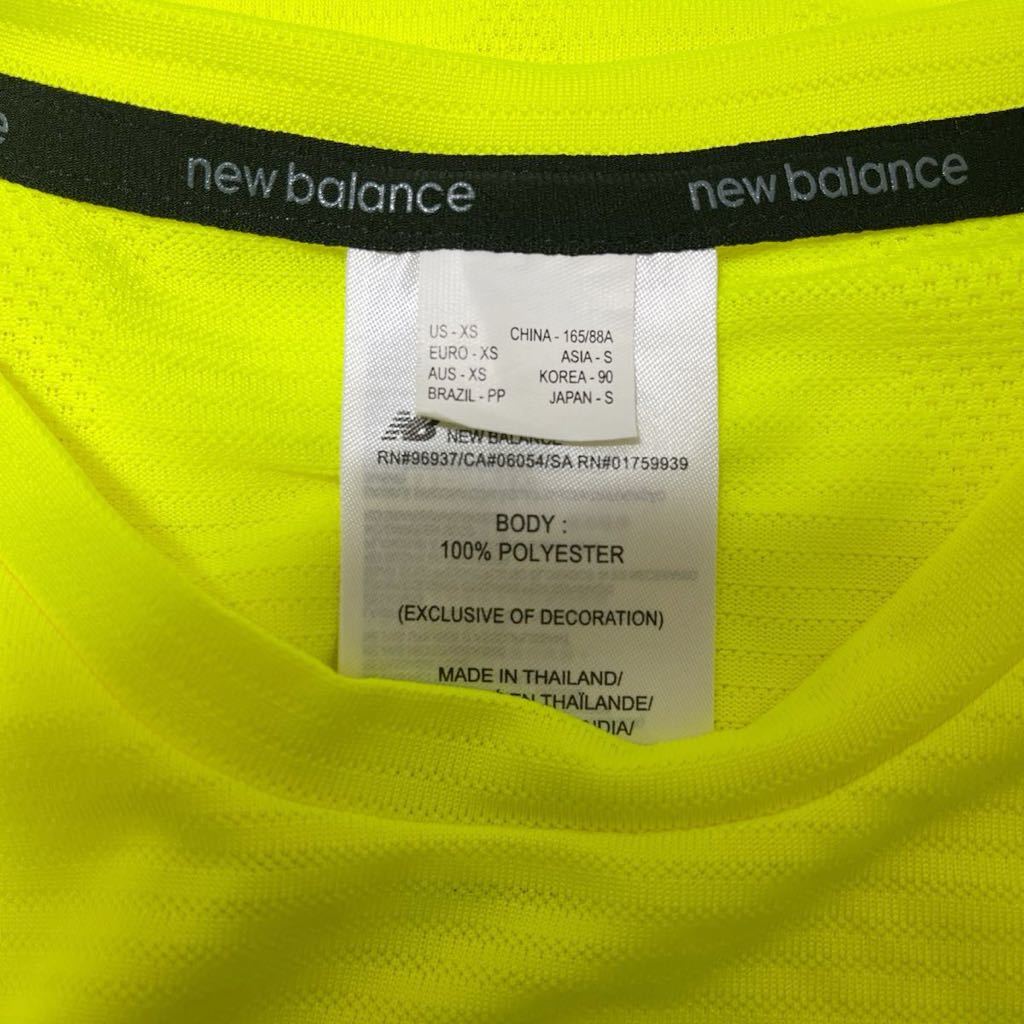 new balance new balance
US - XS CHINA - 165/88A
EURO - XS ASIA - S
AUS - XS KOREA - 90
BRAZIL - PP JAPAN - S
NB NEW BALANCE
RN#96937/CA#06054/SA RN#01759939
BODY :
100% POLYESTER
(EXCLUSIVE OF DECORATION)
MADE IN THAILAND/
EN THAÏLANDE/